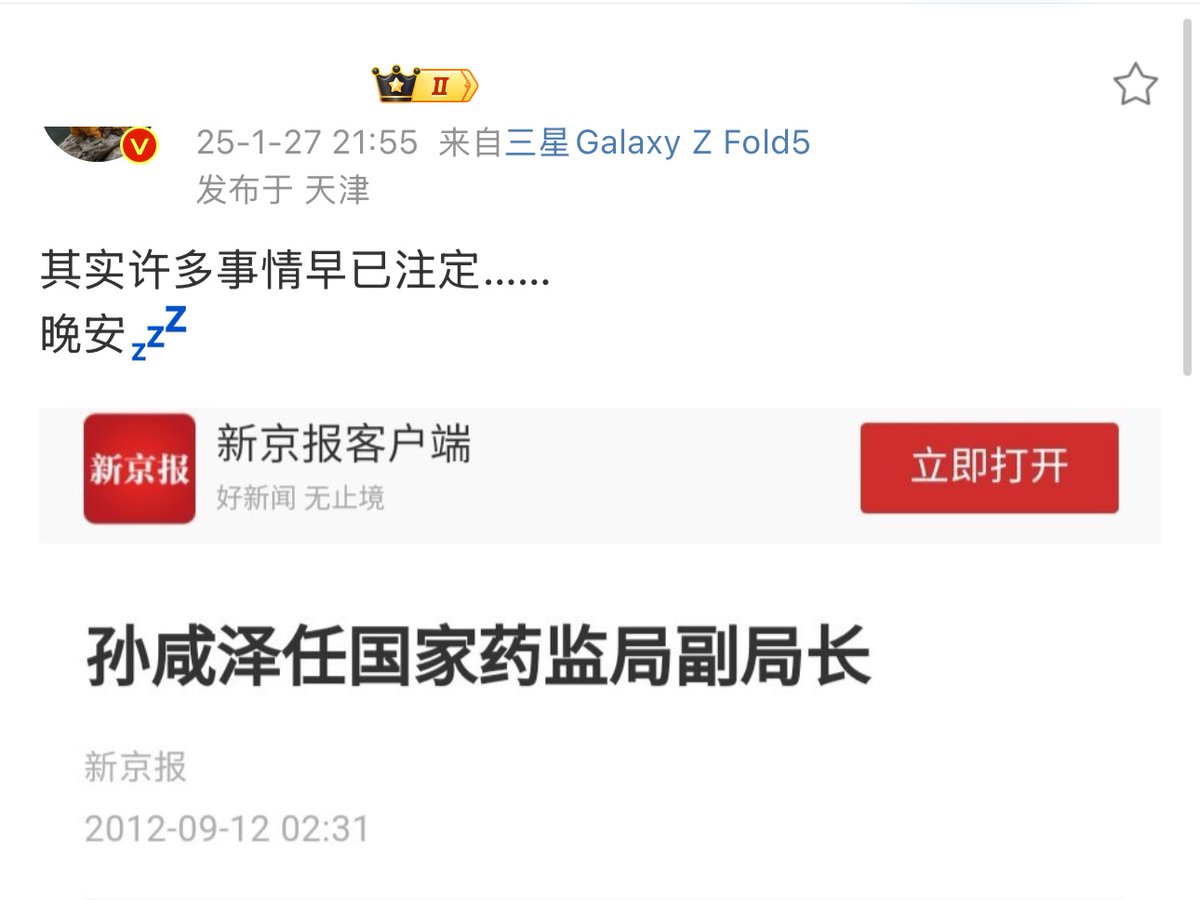 II
25-1-27 21:55 来自三星Galaxy Z Fold5
发布于 天津
其实许多事情早已注定……
晚安 zzZ
新京报
新京报客户端
好新闻 无止境
立即打开
孙咸泽任国家药监局副局长
新京报
2012-09-12 02:31